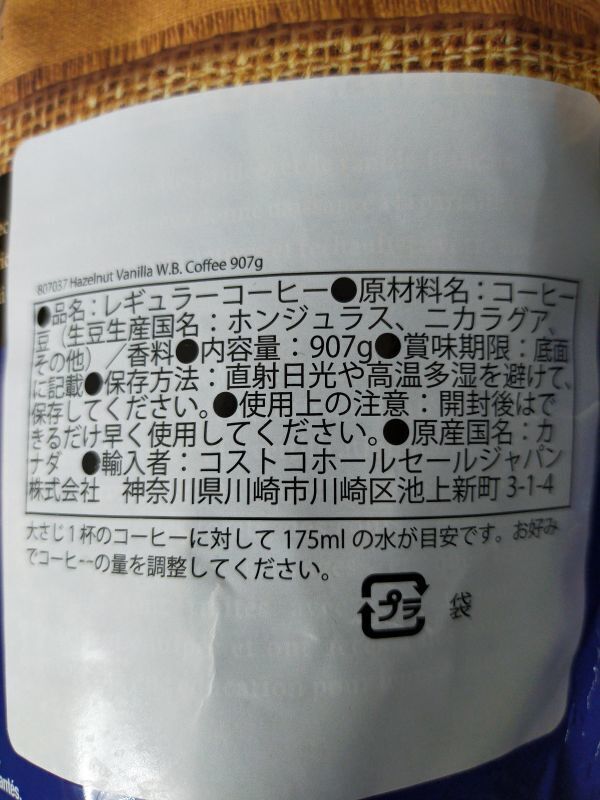 807037 Hazelnut Vanilla W.B. Coffee 907g
●品名：レギュラーコーヒー●原材料名：コーヒー
豆（生豆生産国名：ホンジュラス、ニカラグア、
その他）／香料●内容量：907g●賞味期限：底面
に記載●保存方法：直射日光や高温多湿を避けて、
保存してください。●使用上の注意：開封後はで
きるだけ早く使用してください。●原産国名：カ
ナダ ●輸入者：コストコホールセールジャパン
株式会社 神奈川県川崎市川崎区池上新町 3-1-4
大さじ1杯のコーヒーに対して 175ml の水が目安です。お好み
でコーヒーの量を調整してください。
プラ 袋